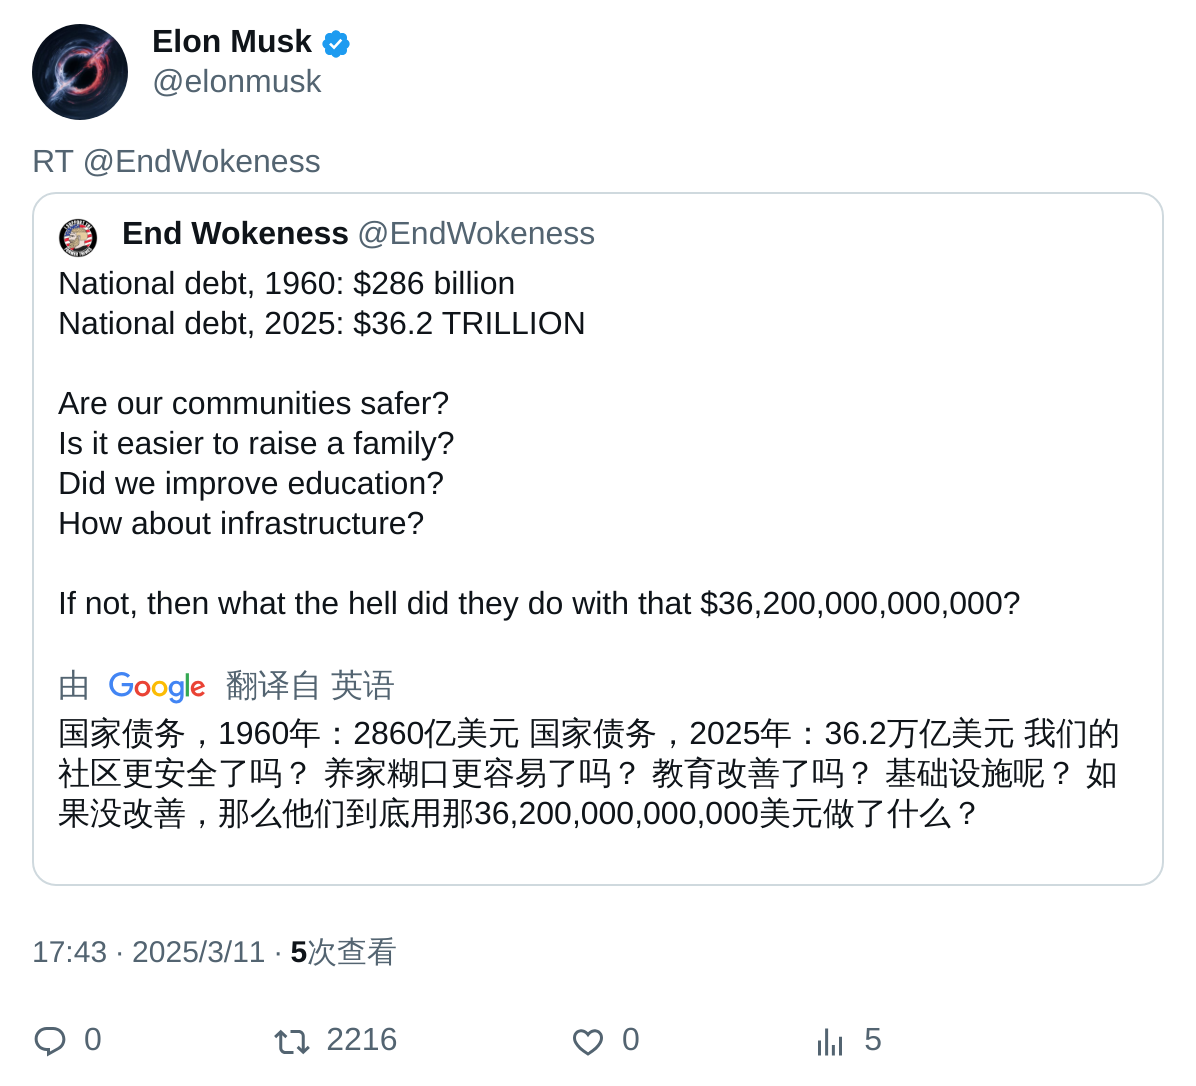 Elon Musk
@elonmusk
RT @EndWokeness
End Wokeness @EndWokeness
National debt, 1960: $286 billion
National debt, 2025: $36.2 TRILLION
Are our communities safer?
Is it easier to raise a family?
Did we improve education?
How about infrastructure?
If not, then what the hell did they do with that $36,200,000,000,000?
由 Google 翻译自 英语
国家债务，1960年：2860亿美元 国家债务，2025年：36.2万亿美元 我们的
社区更安全了吗？ 养家糊口更容易了吗？ 教育改善了吗？ 基础设施呢？ 如
果没改善，那么他们到底用那36,200,000,000,000美元做了什么？
17:43 · 2025/3/11 · 5次查看
0 2216 0 5